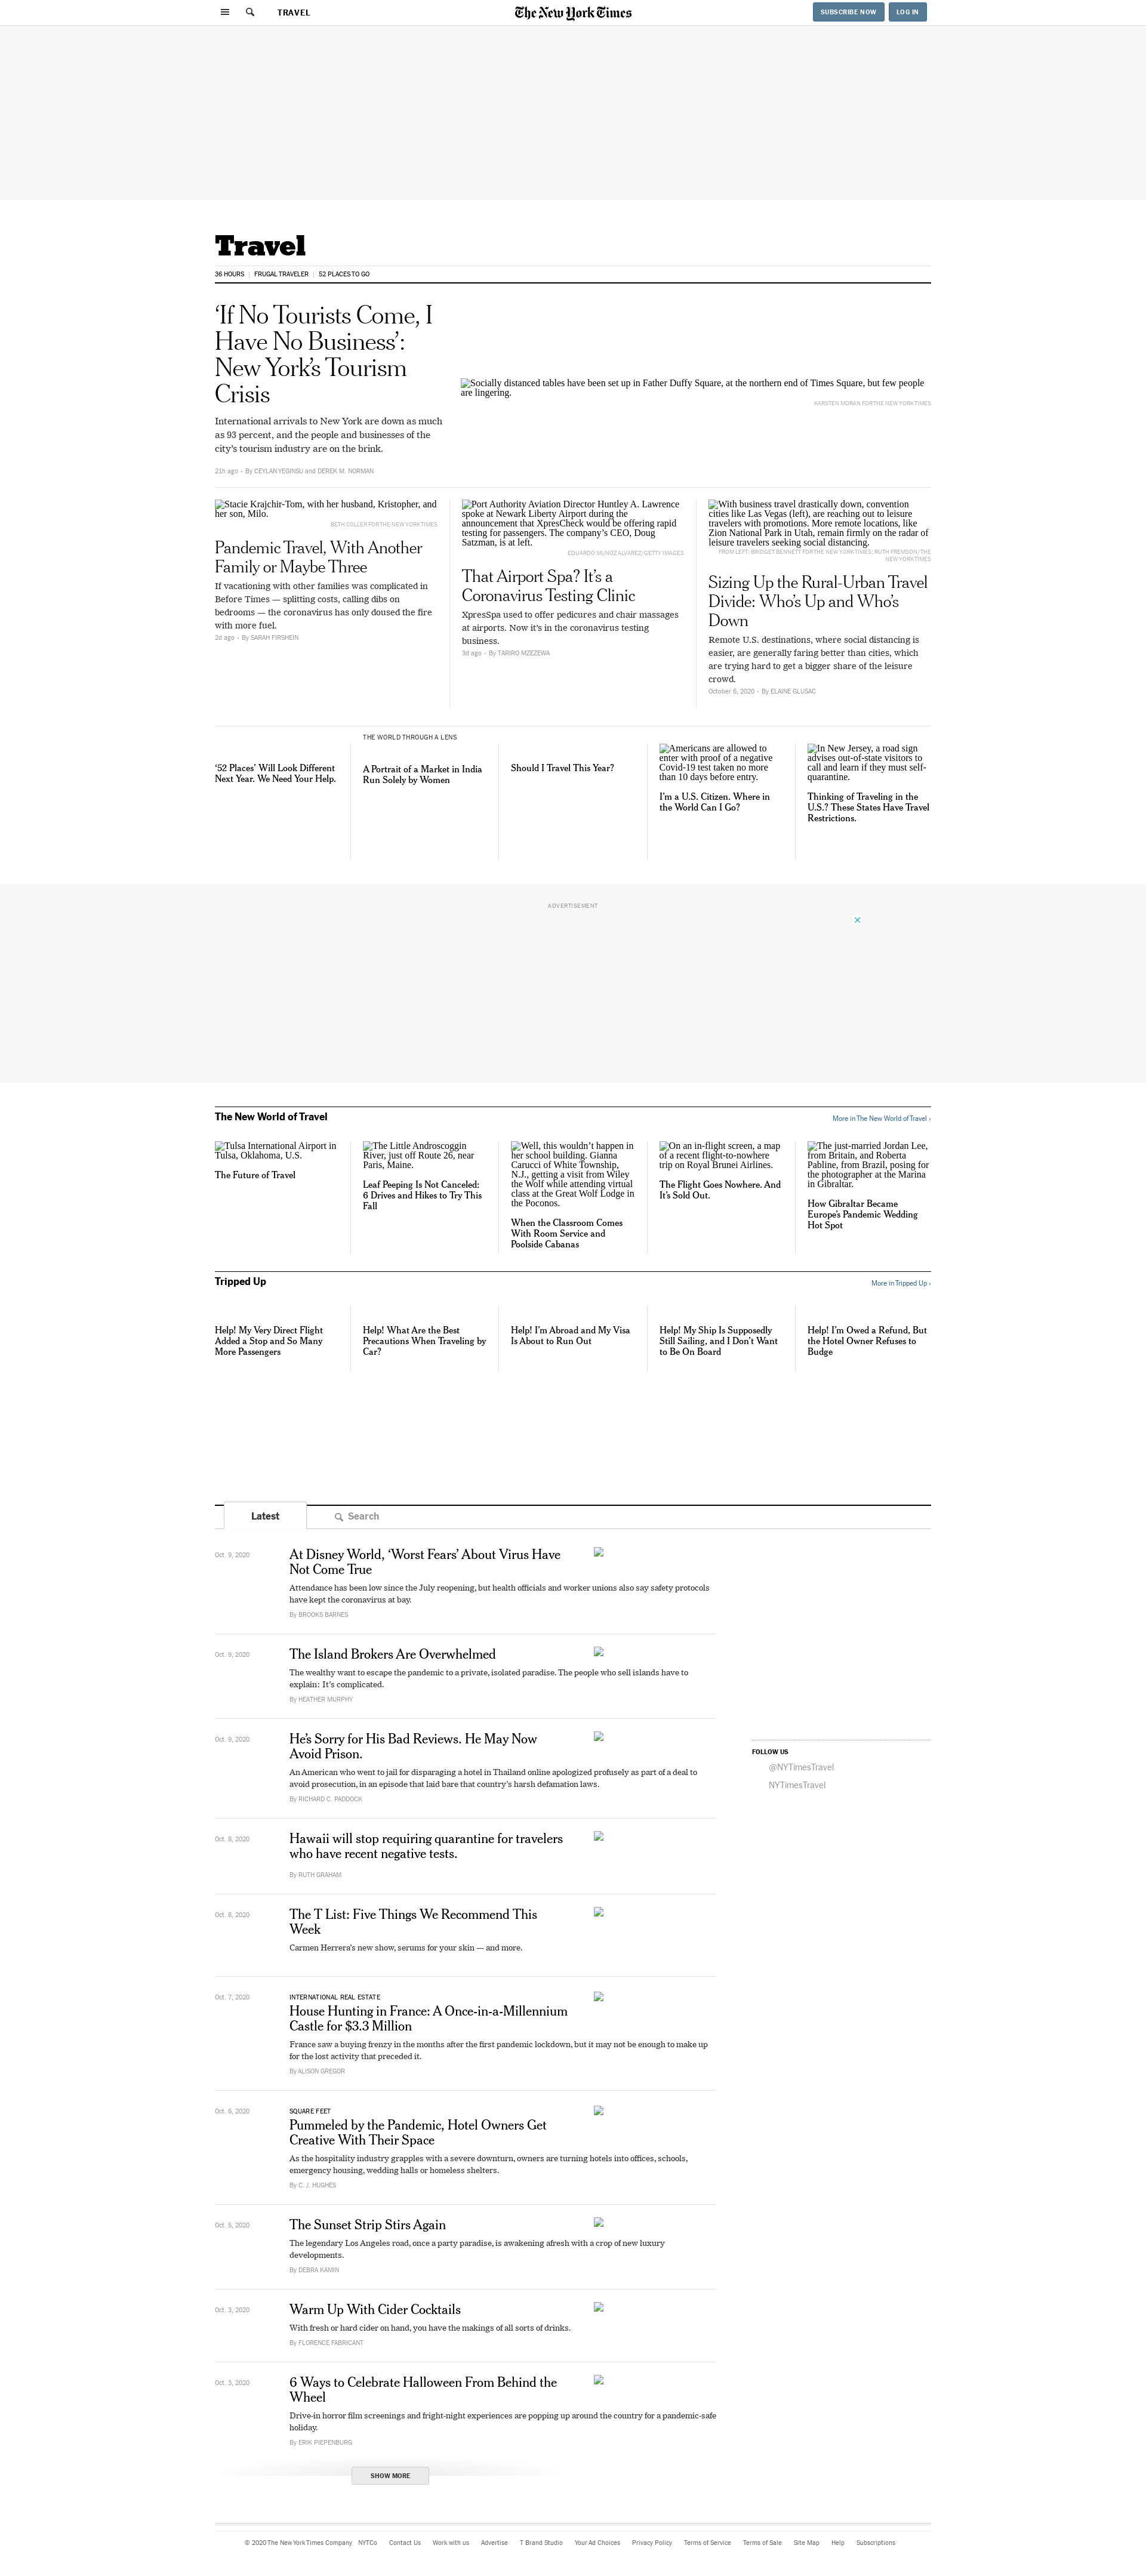 TRAVEL
The New York Times
SUBSCRIBE NOW
LOG IN
Travel
36 HOURS
FRUGAL TRAVELER
52 PLACES TO GO
‘If No Tourists Come, I
Have No Business’:
New York’s Tourism
Crisis
International arrivals to New York are down as much
as 93 percent, and the people and businesses of the
city’s tourism industry are on the brink.
21h ago • By CEYLAN YEGINSU and DEREK M. NORMAN
Socially distanced tables have been set up in Father Duffy Square, at the northern end of Times Square, but few people
are lingering.
KARSTEN MORAN FOR THE NEW YORK TIMES
Stacie Krajchir-Tom, with her husband, Kristopher, and
her son, Milo.
BETH COLLER FOR THE NEW YORK TIMES
Pandemic Travel, With Another
Family or Maybe Three
If vacationing with other families was complicated in
Before Times — splitting costs, calling dibs on
bedrooms — the coronavirus has only doused the fire
with more fuel.
2d ago • By SARAH FIRSHEIN
Port Authority Aviation Director Huntley A. Lawrence
spoke at Newark Liberty Airport during the
announcement that XpresCheck would be offering rapid
testing for passengers. The company’s CEO, Doug
Satzman, is at left.
EDUARDO MUNOZ ALVAREZ/GETTY IMAGES
That Airport Spa? It’s a
Coronavirus Testing Clinic
XpresSpa used to offer pedicures and chair massages
at airports. Now it’s in the coronavirus testing
business.
3d ago • By TARIRO MZEZEWA
With business travel drastically down, convention
cities like Las Vegas (left), are reaching out to leisure
travelers with promotions. More remote locations, like
Zion National Park in Utah, remain firmly on the radar of
leisure travelers seeking social distancing.
FROM LEFT: BRIDGET BENNETT FOR THE NEW YORK TIMES; RUTH FREMSON/THE
NEW YORK TIMES
Sizing Up the Rural-Urban Travel
Divide: Who’s Up and Who’s
Down
Remote U.S. destinations, where social distancing is
easier, are generally faring better than cities, which
are trying hard to get a bigger share of the leisure
crowd.
October 6, 2020 • By ELAINE GLUSAC
‘52 Places’ Will Look Different
Next Year. We Need Your Help.
THE WORLD THROUGH A LENS
A Portrait of a Market in India
Run Solely by Women
Should I Travel This Year?
Americans are allowed to
enter with proof of a negative
Covid-19 test taken no more
than 10 days before entry.
I’m a U.S. Citizen. Where in
the World Can I Go?
In New Jersey, a road sign
advises out-of-state visitors to
call and learn if they must self-
quarantine.
Thinking of Traveling in the
U.S.? These States Have Travel
Restrictions.
ADVERTISEMENT
The New World of Travel
More in The New World of Travel ›
Tulsa International Airport in
Tulsa, Oklahoma, U.S.
The Future of Travel
The Little Androscoggin
River, just off Route 26, near
Paris, Maine.
Leaf Peeping Is Not Canceled:
6 Drives and Hikes to Try This
Fall
Well, this wouldn’t happen in
her school building. Gianna
Carucci of White Township,
N.J., getting a visit from Wiley
the Wolf while attending virtual
class at the Great Wolf Lodge in
the Poconos.
When the Classroom Comes
With Room Service and
Poolside Cabanas
On an in-flight screen, a map
of a recent flight-to-nowhere
trip on Royal Brunei Airlines.
The Flight Goes Nowhere. And
It’s Sold Out.
The just-married Jordan Lee,
from Britain, and Roberta
Pabline, from Brazil, posing for
the photographer at the Marina
in Gibraltar.
How Gibraltar Became
Europe’s Pandemic Wedding
Hot Spot
Tripped Up
More in Tripped Up ›
Help! My Very Direct Flight
Added a Stop and So Many
More Passengers
Help! What Are the Best
Precautions When Traveling by
Car?
Help! I’m Abroad and My Visa
Is About to Run Out
Help! My Ship Is Supposedly
Still Sailing, and I Don’t Want
to Be On Board
Help! I’m Owed a Refund, But
the Hotel Owner Refuses to
Budge
Latest
Search
Oct. 9, 2020
At Disney World, ‘Worst Fears’ About Virus Have
Not Come True
Attendance has been low since the July reopening, but health officials and worker unions also say safety protocols
have kept the coronavirus at bay.
By BROOKS BARNES
Oct. 9, 2020
The Island Brokers Are Overwhelmed
The wealthy want to escape the pandemic to a private, isolated paradise. The people who sell islands have to
explain: It’s complicated.
By HEATHER MURPHY
Oct. 9, 2020
He’s Sorry for His Bad Reviews. He May Now
Avoid Prison.
An American who went to jail for disparaging a hotel in Thailand online apologized profusely as part of a deal to
avoid prosecution, in an episode that laid bare that country’s harsh defamation laws.
By RICHARD C. PADDOCK
FOLLOW US
@NYTimesTravel
NYTimesTravel
Oct. 8, 2020
Hawaii will stop requiring quarantine for travelers
who have recent negative tests.
By RUTH GRAHAM
Oct. 8, 2020
The T List: Five Things We Recommend This
Week
Carmen Herrera’s new show, serums for your skin — and more.
Oct. 7, 2020
INTERNATIONAL REAL ESTATE
House Hunting in France: A Once-in-a-Millennium
Castle for $3.3 Million
France saw a buying frenzy in the months after the first pandemic lockdown, but it may not be enough to make up
for the lost activity that preceded it.
By ALISON GREGOR
Oct. 6, 2020
SQUARE FEET
Pummeled by the Pandemic, Hotel Owners Get
Creative With Their Space
As the hospitality industry grapples with a severe downturn, owners are turning hotels into offices, schools,
emergency housing, wedding halls or homeless shelters.
By C. J. HUGHES
Oct. 5, 2020
The Sunset Strip Stirs Again
The legendary Los Angeles road, once a party paradise, is awakening afresh with a crop of new luxury
developments.
By DEBRA KAMIN
Oct. 3, 2020
Warm Up With Cider Cocktails
With fresh or hard cider on hand, you have the makings of all sorts of drinks.
By FLORENCE FABRICANT
Oct. 3, 2020
6 Ways to Celebrate Halloween From Behind the
Wheel
Drive-in horror film screenings and fright-night experiences are popping up around the country for a pandemic-safe
holiday.
By ERIK PIEPENBURG
SHOW MORE
© 2020 The New York Times Company NYTCo Contact Us Work with us Advertise T Brand Studio Your Ad Choices Privacy Policy Terms of Service Terms of Sale Site Map Help Subscriptions